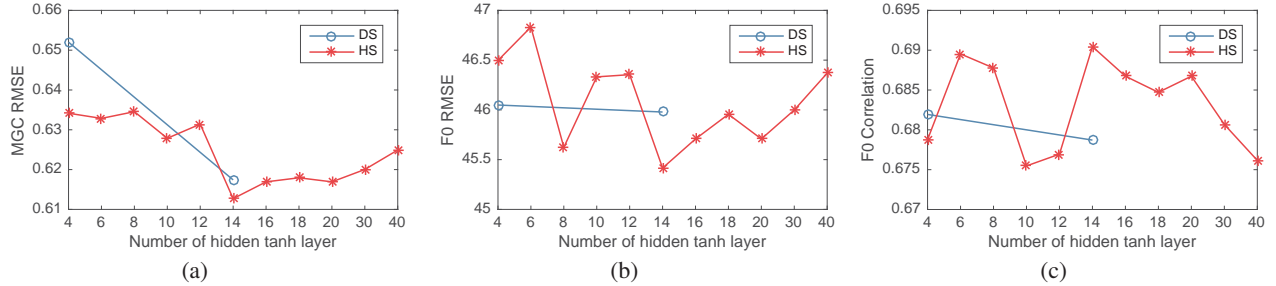 0.66
0.65
0.64
0.63
0.62
0.61
MGC RMSE
DS
HS
4 6 8 10 12 14 16 18 20 30 40
Number of hidden tanh layer
(a)
47
46.5
46
45.5
45
F0 RMSE
DS
HS
4 6 8 10 12 14 16 18 20 30 40
Number of hidden tanh layer
(b)
0.695
0.69
0.685
0.68
0.675
0.67
F0 Correlation
DS
HS
4 6 8 10 12 14 16 18 20 30 40
Number of hidden tanh layer
(c)